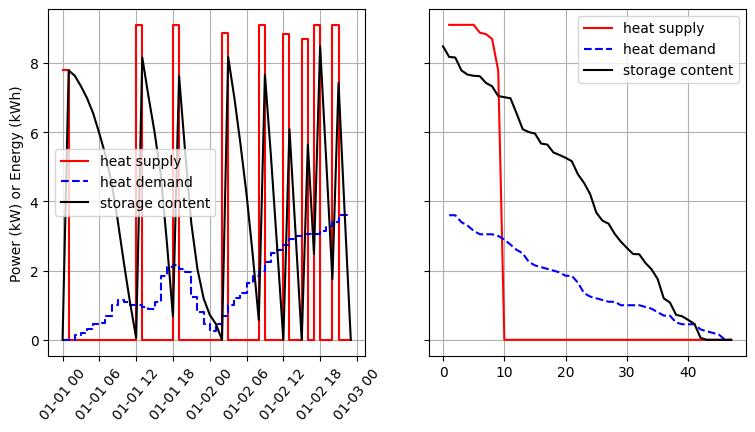 Power (kW) or Energy (kWh)
8
6
4
2
0
heat supply
heat demand
storage content
01-01 00
01-01 06
01-01 12
01-01 18
01-02 00
01-02 06
01-02 12
01-02 18
01-03 00
heat supply
heat demand
storage content
0
10
20
30
40